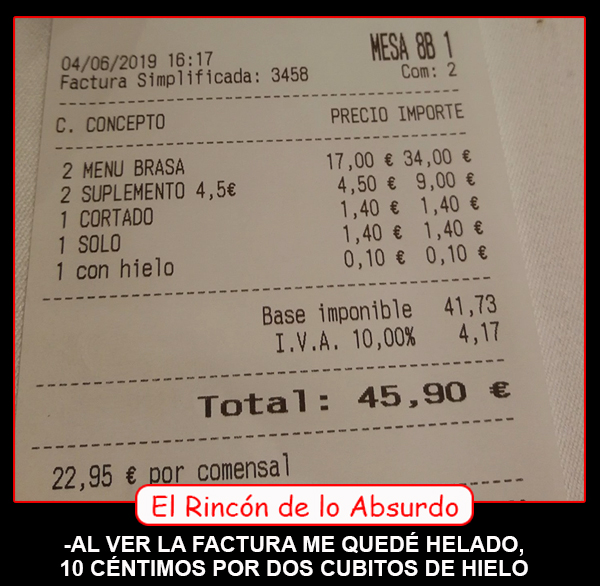 MESA 8B 1
04/06/2019 16:17
Factura Simplificada: 3458 Com: 2
C. CONCEPTO PRECIO IMPORTE
2 MENU BRASA 17,00 € 34,00 €
2 SUPLEMENTO 4,5€ 4,50 € 9,00 €
1 CORTADO 1,40 € 1,40 €
1 SOLO 1,40 € 1,40 €
1 con hielo 0,10 € 0,10 €
Base imponible 41,73
I.V.A. 10,00% 4,17
Total: 45,90 €
22,95 € por comensal
El Rincón de lo Absurdo
-AL VER LA FACTURA ME QUEDÉ HELADO,
10 CÉNTIMOS POR DOS CUBITOS DE HIELO